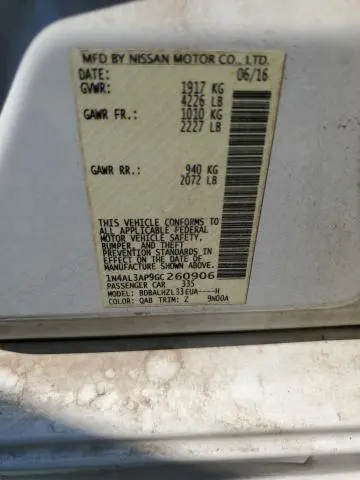 MFD BY NISSAN MOTOR CO., LTD.
DATE: 06/16
GVWR: 1917 KG
4226 LB
GAWR FR.: 1010 KG
2227 LB
GAWR RR.: 940 KG
2072 LB
THIS VEHICLE CONFORMS TO
ALL APPLICABLE FEDERAL
MOTOR VEHICLE SAFETY,
BUMPER, AND THEFT
PREVENTION STANDARDS IN
EFFECT ON THE DATE OF
MANUFACTURE SHOWN ABOVE.
1N4AL3AP9GC260906
PASSENGER CAR 335
MODEL: BDBALHZL33EUA----H
COLOR: QAB TRIM: Z 9N00A